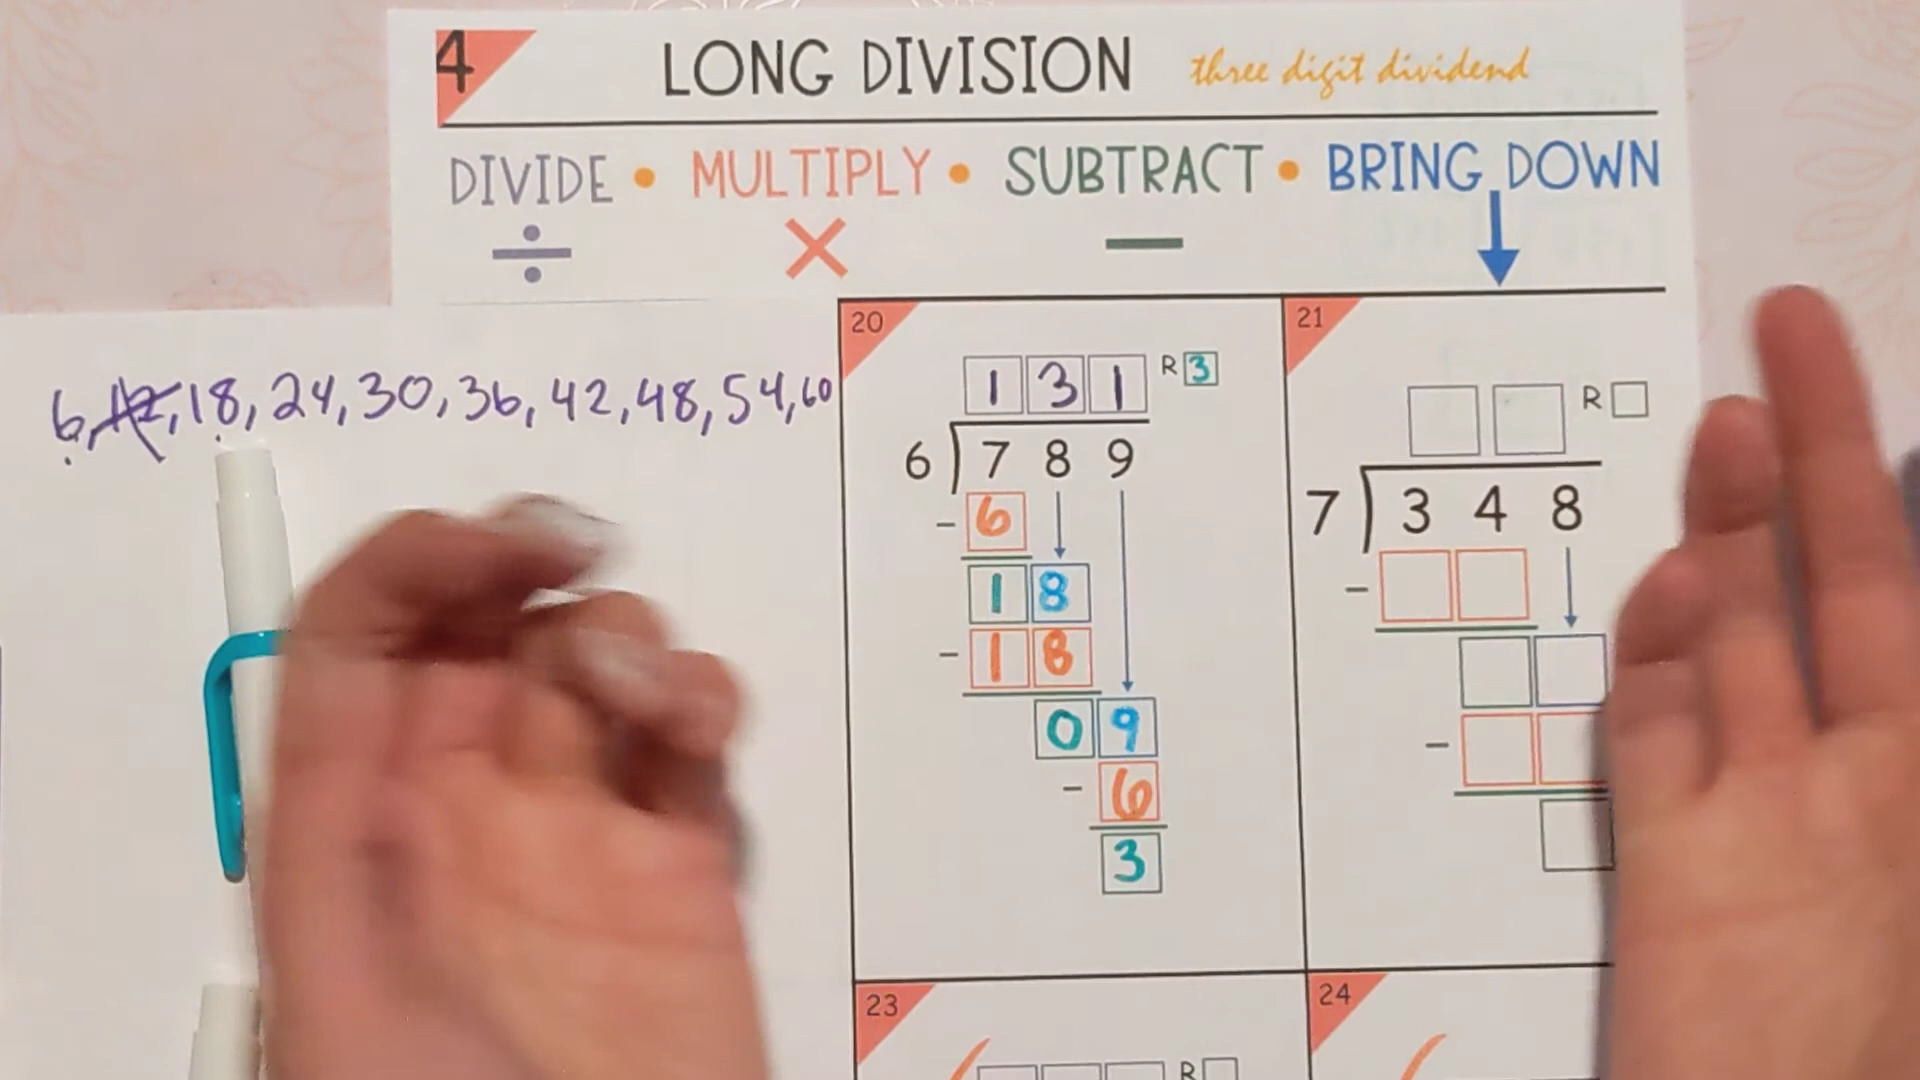 4 LONG DIVISION three digit dividend
DIVIDE • MULTIPLY • SUBTRACT • BRING DOWN
÷ × —
6, 12, 18, 24, 30, 36, 42, 48, 54, 60
20
1 3 1 R 3
6 7 8 9
- 6
1 8
- 1 8
0 9
- 6
3
21
R
7 3 4 8
-
-
23
R
24